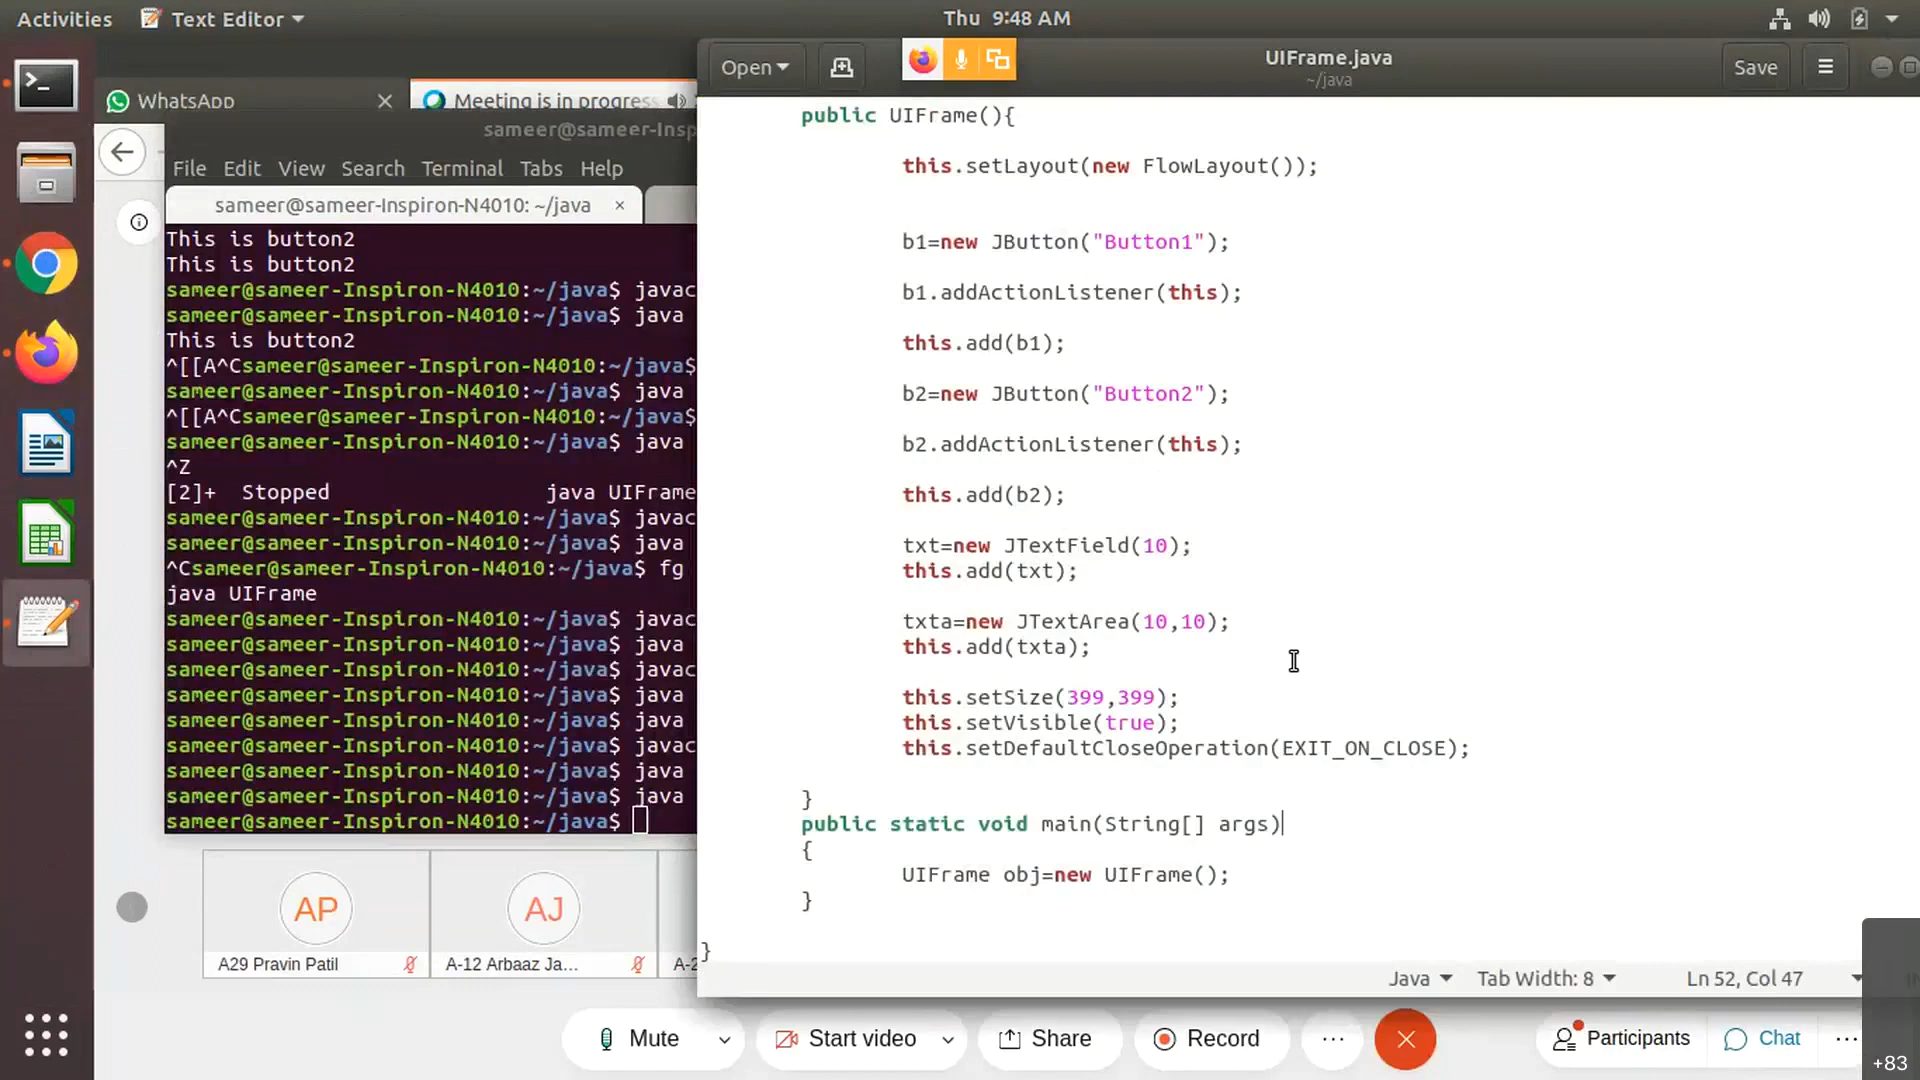 Activities
Text Editor
Thu 9:48 AM
WhatsApp
Meeting is in progress
sameer@sameer-Insp
File Edit View Search Terminal Tabs Help
sameer@sameer-Inspiron-N4010: ~/java
This is button2
This is button2
sameer@sameer-Inspiron-N4010:~/java$ javac
sameer@sameer-Inspiron-N4010:~/java$ java
This is button2
^[[A^Csameer@sameer-Inspiron-N4010:~/java$
sameer@sameer-Inspiron-N4010:~/java$ java
^[[A^Csameer@sameer-Inspiron-N4010:~/java$
sameer@sameer-Inspiron-N4010:~/java$ java
^Z
[2]+ Stopped java UIFrame
sameer@sameer-Inspiron-N4010:~/java$ javac
sameer@sameer-Inspiron-N4010:~/java$ java
^Csameer@sameer-Inspiron-N4010:~/java$ fg
java UIFrame
sameer@sameer-Inspiron-N4010:~/java$ javac
sameer@sameer-Inspiron-N4010:~/java$ java
sameer@sameer-Inspiron-N4010:~/java$ javac
sameer@sameer-Inspiron-N4010:~/java$ java
sameer@sameer-Inspiron-N4010:~/java$ java
sameer@sameer-Inspiron-N4010:~/java$ javac
sameer@sameer-Inspiron-N4010:~/java$ java
sameer@sameer-Inspiron-N4010:~/java$ java
sameer@sameer-Inspiron-N4010:~/java$
Open
UIFrame.java
~/java
Save
public UIFrame(){
this.setLayout(new FlowLayout());
b1=new JButton("Button1");
b1.addActionListener(this);
this.add(b1);
b2=new JButton("Button2");
b2.addActionListener(this);
this.add(b2);
txt=new JTextField(10);
this.add(txt);
txta=new JTextArea(10,10);
this.add(txta);
this.setSize(399,399);
this.setVisible(true);
this.setDefaultCloseOperation(EXIT_ON_CLOSE);
}
public static void main(String[] args)
{
UIFrame obj=new UIFrame();
}
}
Java
Tab Width: 8
Ln 52, Col 47
AP
AJ
A29 Pravin Patil
A-12 Arbaaz Ja...
A-2
Mute
Start video
Share
Record
Participants
Chat
+83